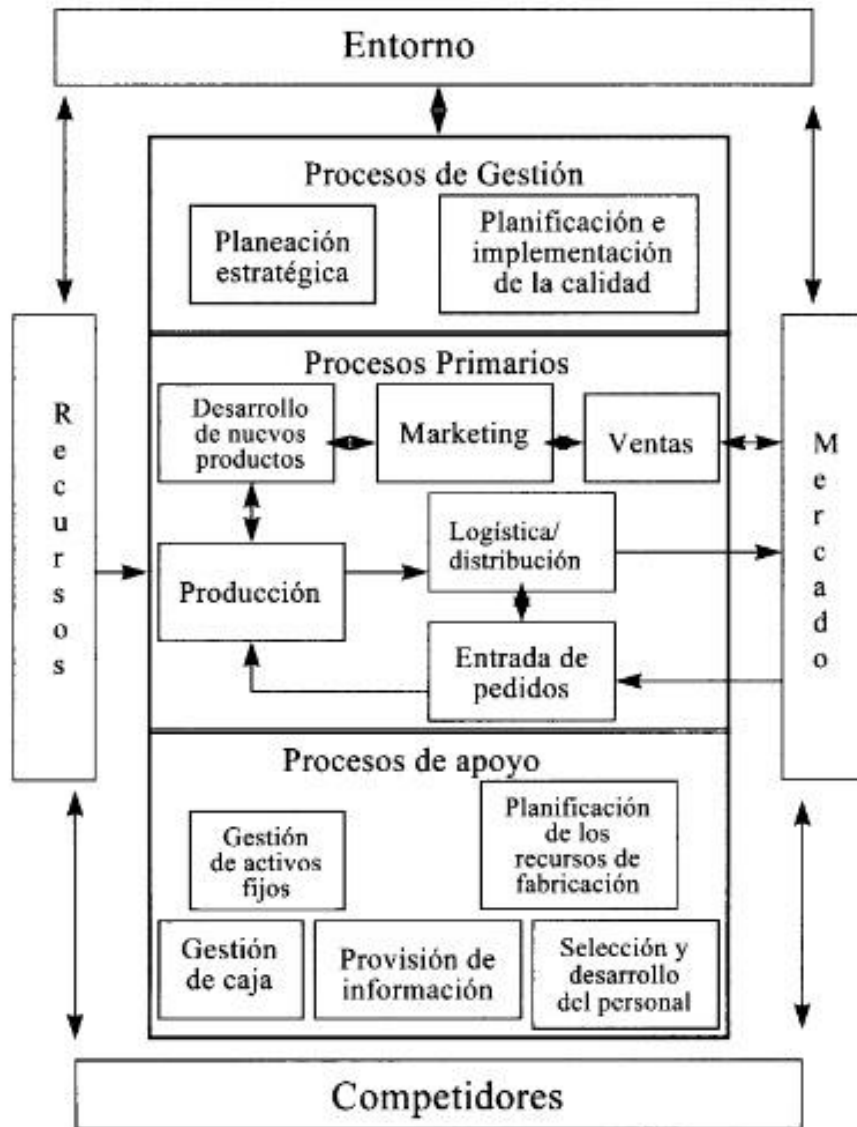 Entorno
Procesos de Gestión
Planeación
estratégica
Planificación e
implementación
de la calidad
Recursos
Procesos Primarios
Desarrollo
de nuevos
productos
Marketing
Ventas
Mercado
Producción
Logística/
distribución
Entrada de
pedidos
Procesos de apoyo
Gestión
de activos
fijos
Planificación
de los
recursos de
fabricación
Gestión
de caja
Provisión de
información
Selección y
desarrollo
del personal
Competidores